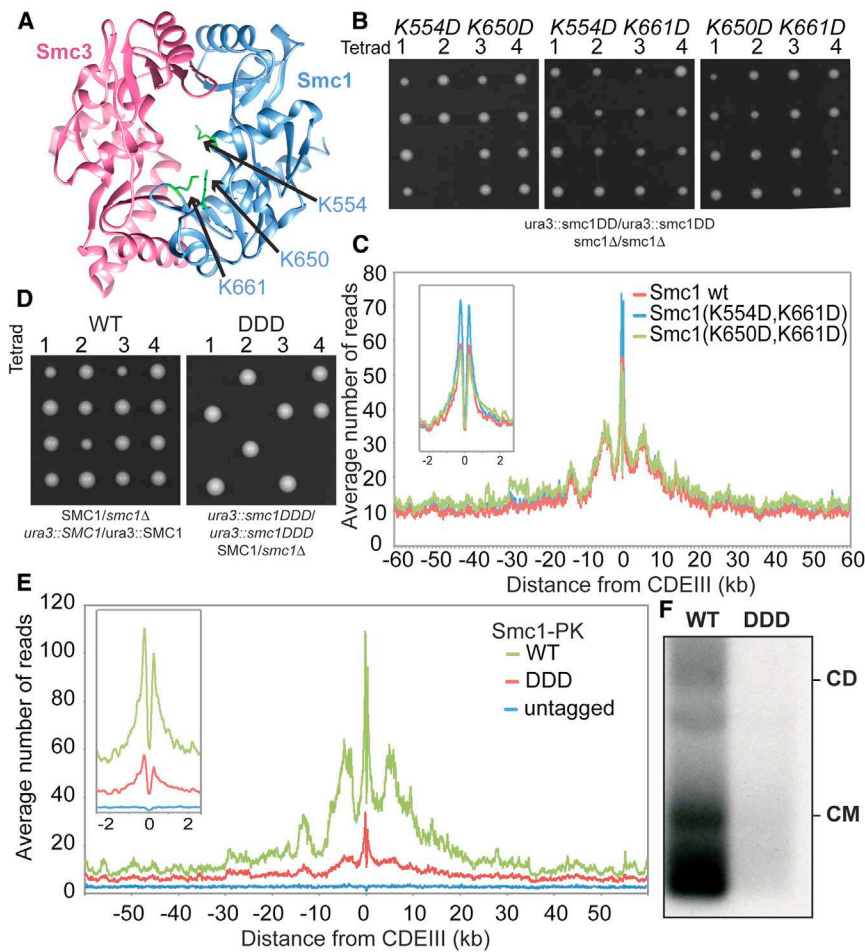 A
Smc3
Smc1
K554
K650
K661
B
K554D K650D
K554D K661D
K650D K661D
Tetrad
1 2 3 4
1 2 3 4
1 2 3 4
ura3::smc1DD/ura3::smc1DD
smc1Δ/smc1Δ
C
Average number of reads
80
70
60
50
40
30
20
10
0
-2 0 2
Smc1 wt
Smc1(K554D,K661D)
Smc1(K650D,K661D)
-60 -50 -40 -30 -20 -10 0 10 20 30 40 50 60
Distance from CDEIII (kb)
D
WT
DDD
Tetrad
1 2 3 4
1 2 3 4
SMC1/smc1Δ
ura3::SMC1/ura3::SMC1
ura3::smc1DDD/
ura3::smc1DDD
SMC1/smc1Δ
E
Average number of reads
120
100
80
60
40
20
0
-2 0 2
Smc1-PK
WT
DDD
untagged
-50 -40 -30 -20 -10 0 10 20 30 40 50
Distance from CDEIII (kb)
F
WT DDD
CD
CM